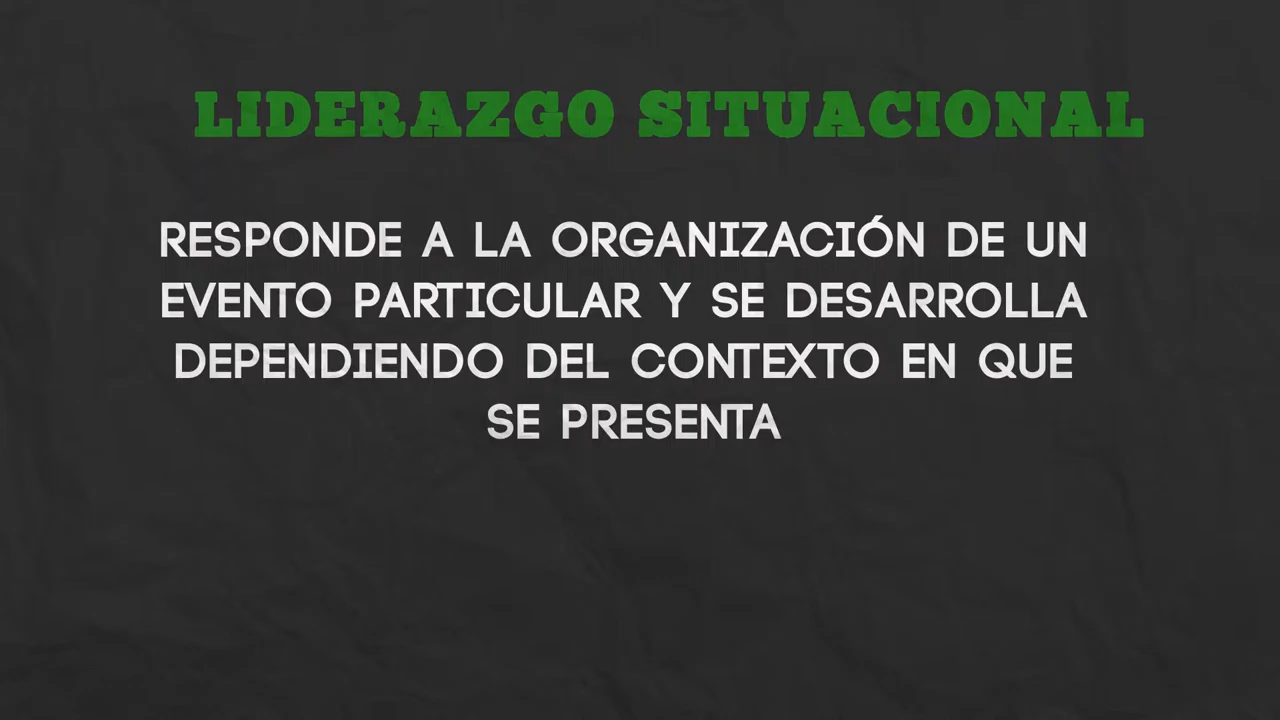 LIDERAZGO SITUACIONAL
RESPONDE A LA ORGANIZACIÓN DE UN
EVENTO PARTICULAR Y SE DESARROLLA
DEPENDIENDO DEL CONTEXTO EN QUE
SE PRESENTA